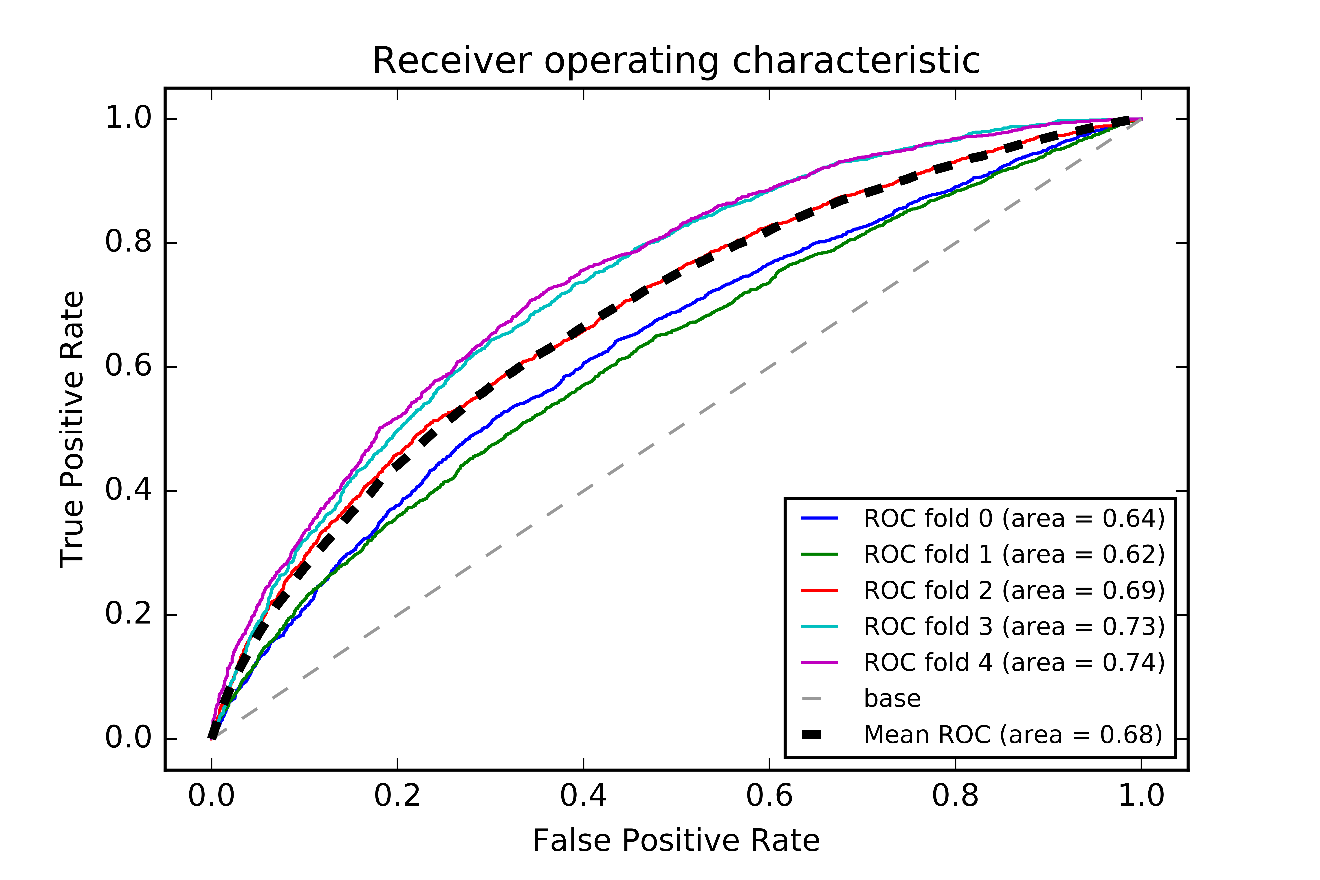 Receiver operating characteristic
1.0
0.8
0.6
0.4
0.2
0.0
True Positive Rate
ROC fold 0 (area = 0.64)
ROC fold 1 (area = 0.62)
ROC fold 2 (area = 0.69)
ROC fold 3 (area = 0.73)
ROC fold 4 (area = 0.74)
base
Mean ROC (area = 0.68)
0.0 0.2 0.4 0.6 0.8 1.0
False Positive Rate